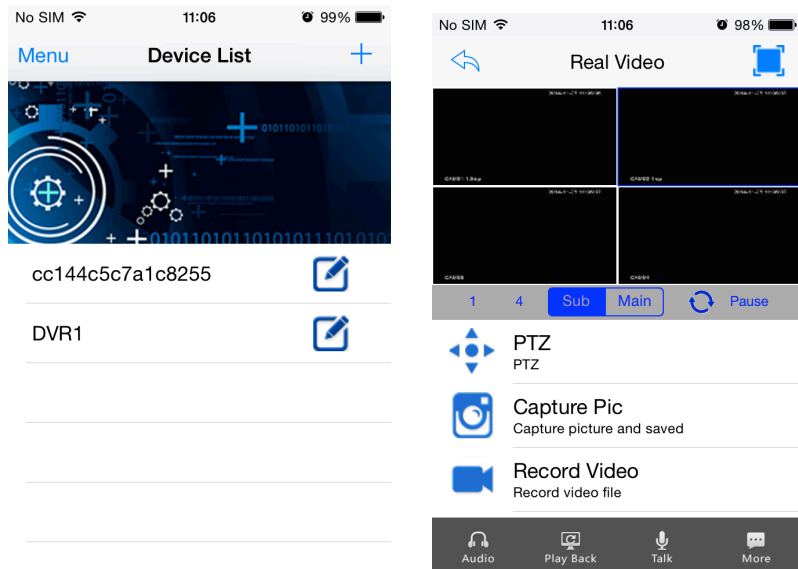 No SIM 11:06 99%
Menu Device List +
01011010110101
010110101101011010110101
cc144c5c7a1c8255
DVR1
No SIM 11:06 98%
Real Video
1 4 Sub Main Pause
PTZ
PTZ
Capture Pic
Capture picture and saved
Record Video
Record video file
Audio Play Back Talk More